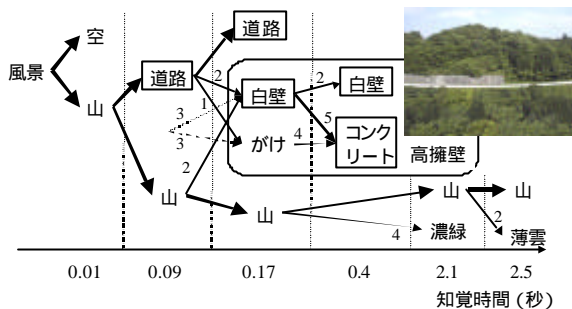 空
道路
風景
道路
2
白壁
2
白壁
3
1
山
5
3
がけ
4
コンク
リート
高擁壁
2
山
山
山
山
4
濃緑
2
薄雲
0.01
0.09
0.17
0.4
2.1
2.5
知覚時間(秒)